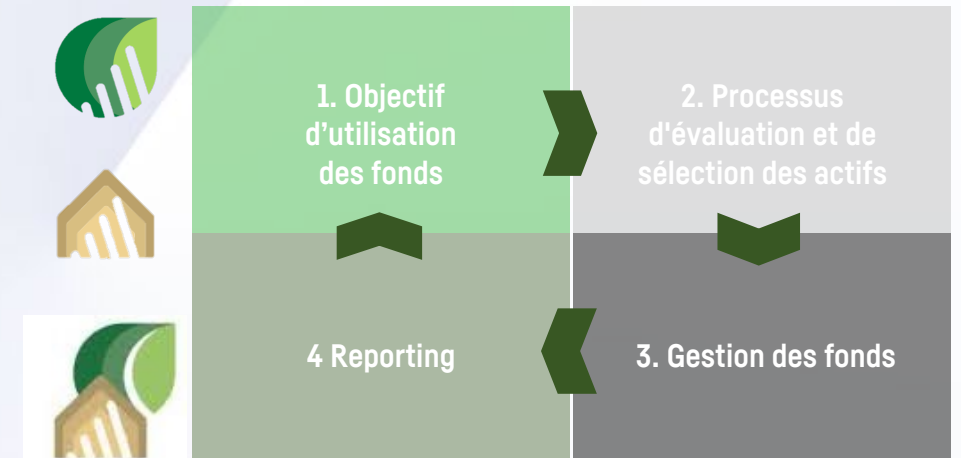 1. Objectif
d’utilisation
des fonds
2. Processus
d'évaluation et de
sélection des actifs
4 Reporting
3. Gestion des fonds